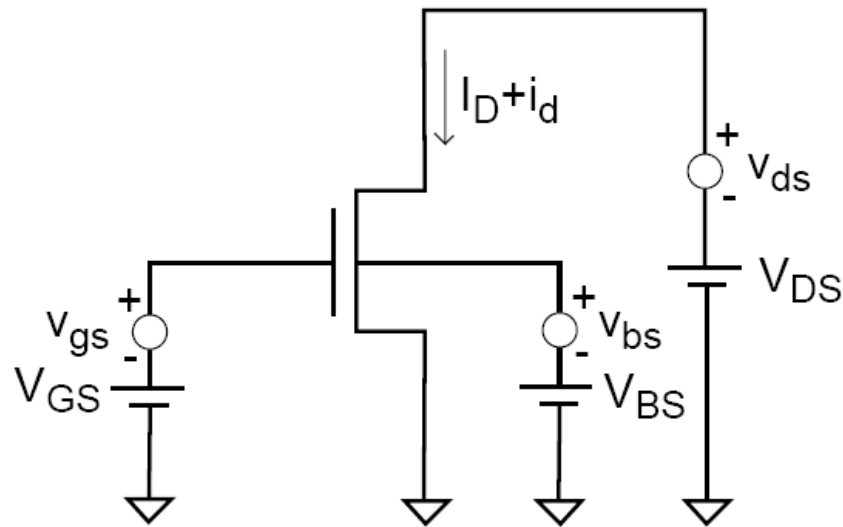 I_D+i_d
+
v_ds
-
V_DS
+
v_gs
-
V_GS
+
v_bs
-
V_BS